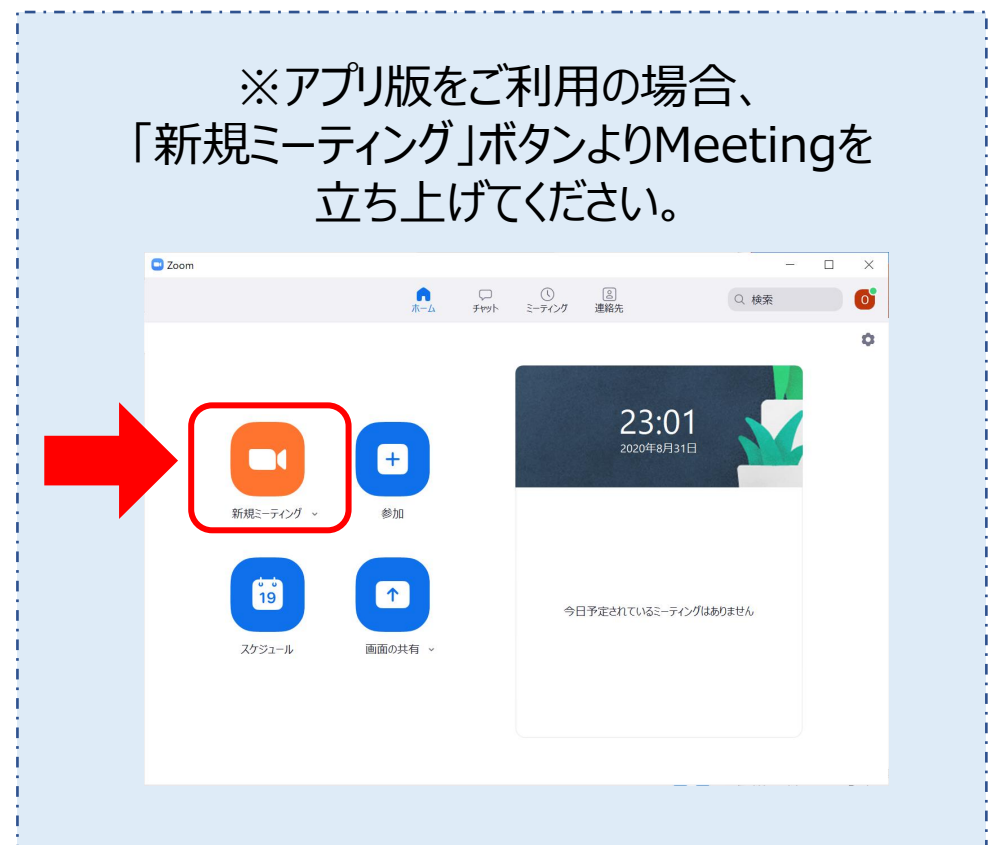 ※アプリ版をご利用の場合、
「新規ミーティング」ボタンよりMeetingを
立ち上げてください。
Zoom
ホーム
チャット
ミーティング
連絡先
検索
O
23:01
2020年8月31日
新規ミーティング
参加
19
スケジュール
画面の共有
今日予定されているミーティングはありません